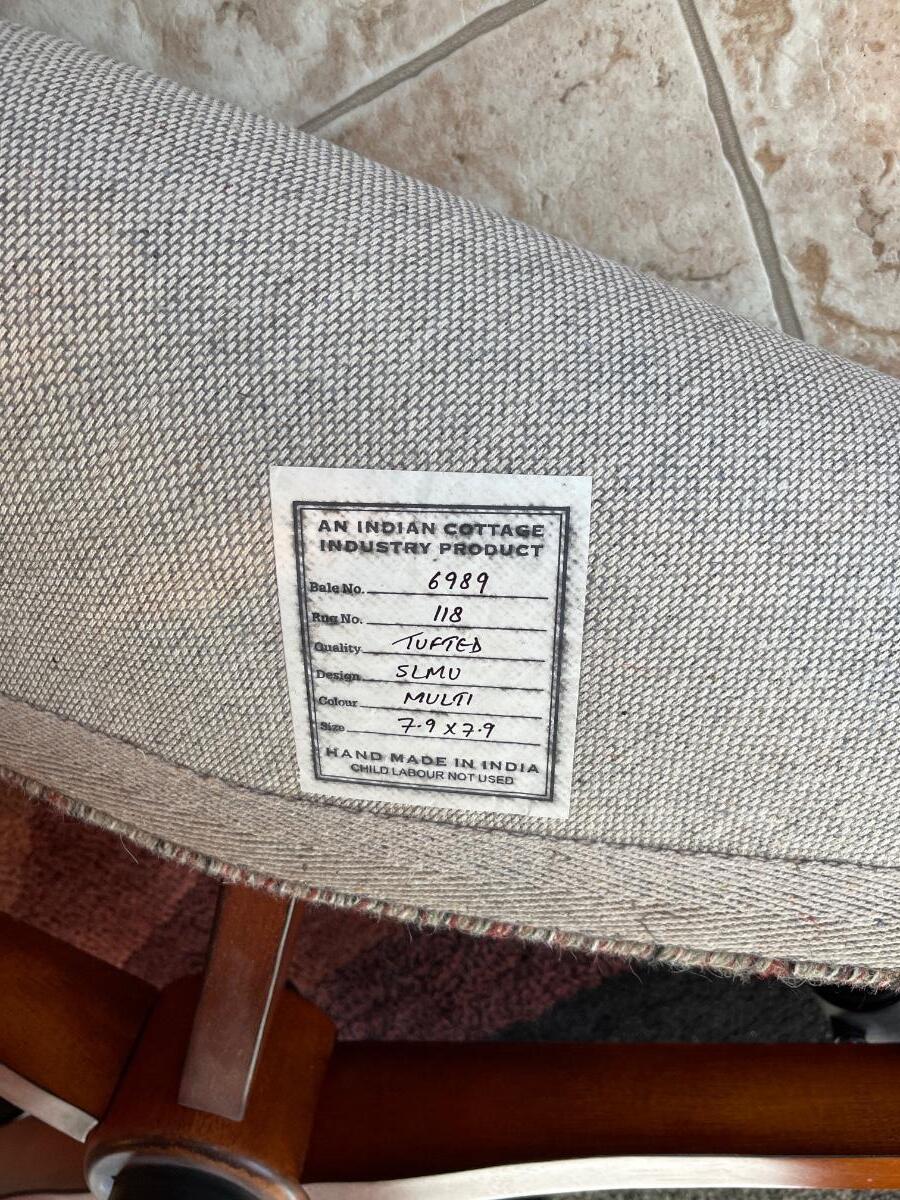 AN INDIAN COTTAGE
INDUSTRY PRODUCT
Bale No. 6989
Rug No. 118
Quality TUFTED
Design SLMU
Colour MULTI
Size 7.9 X 7.9
HAND MADE IN INDIA
CHILD LABOUR NOT USED